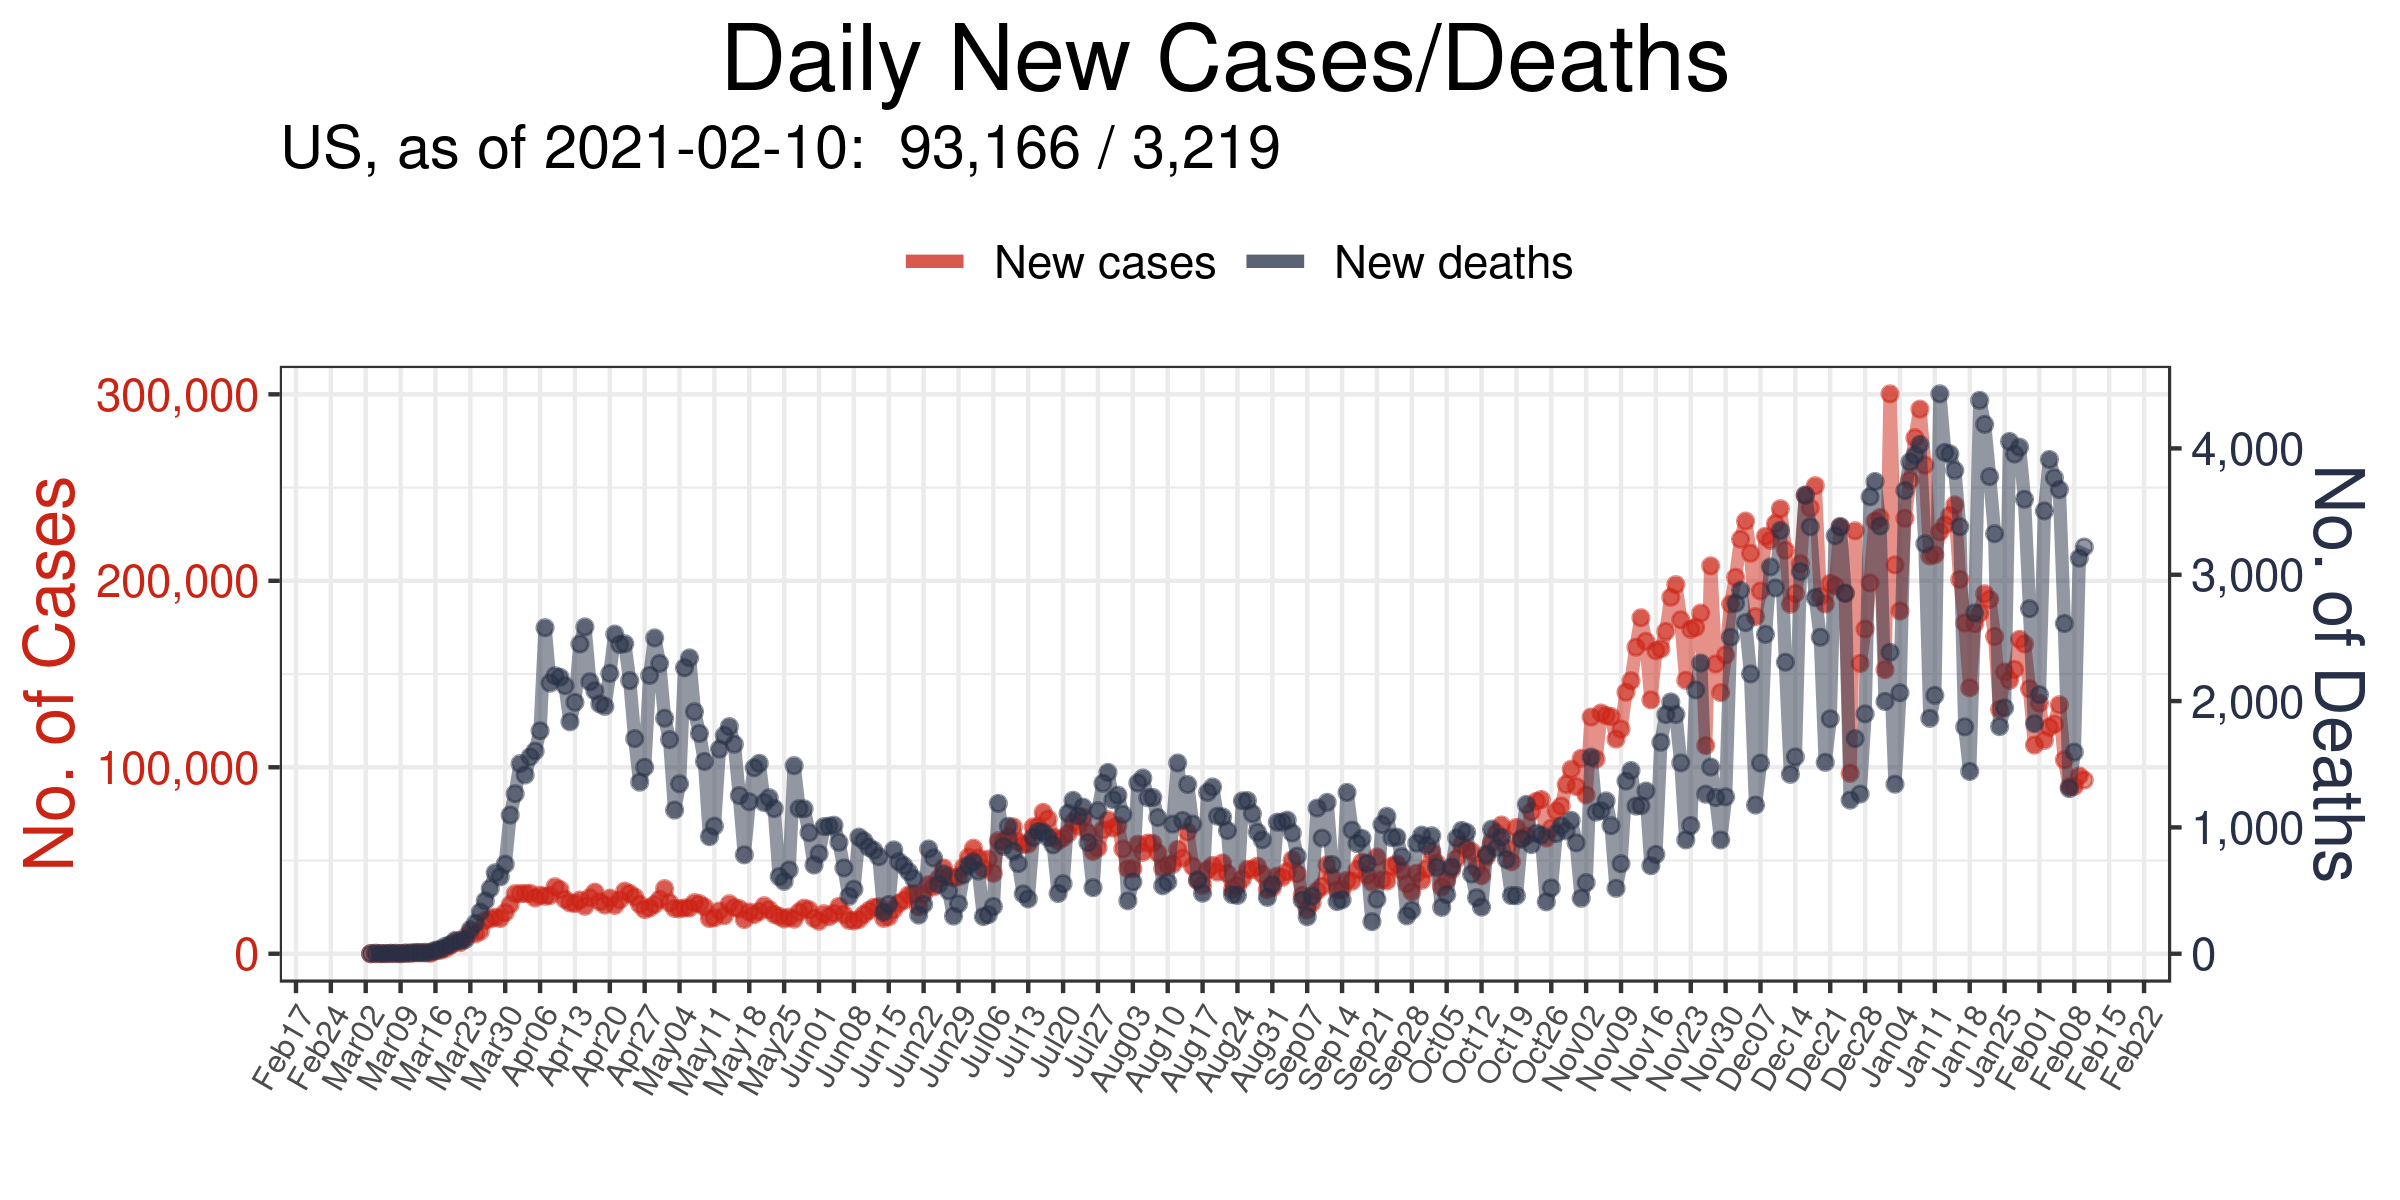 Daily New Cases/Deaths
US, as of 2021-02-10:  93,166 / 3,219
New cases
New deaths
No. of Cases
300,000
200,000
100,000
0
4,000
3,000
2,000
1,000
0
No. of Deaths
Feb17
Feb24
Mar02
Mar09
Mar16
Mar23
Mar30
Apr06
Apr13
Apr20
Apr27
May04
May11
May18
May25
Jun01
Jun08
Jun15
Jun22
Jun29
Jul06
Jul13
Jul20
Jul27
Aug03
Aug10
Aug17
Aug24
Aug31
Sep07
Sep14
Sep21
Sep28
Oct05
Oct12
Oct19
Oct26
Nov02
Nov09
Nov16
Nov23
Nov30
Dec07
Dec14
Dec21
Dec28
Jan04
Jan11
Jan18
Jan25
Feb01
Feb08
Feb15
Feb22